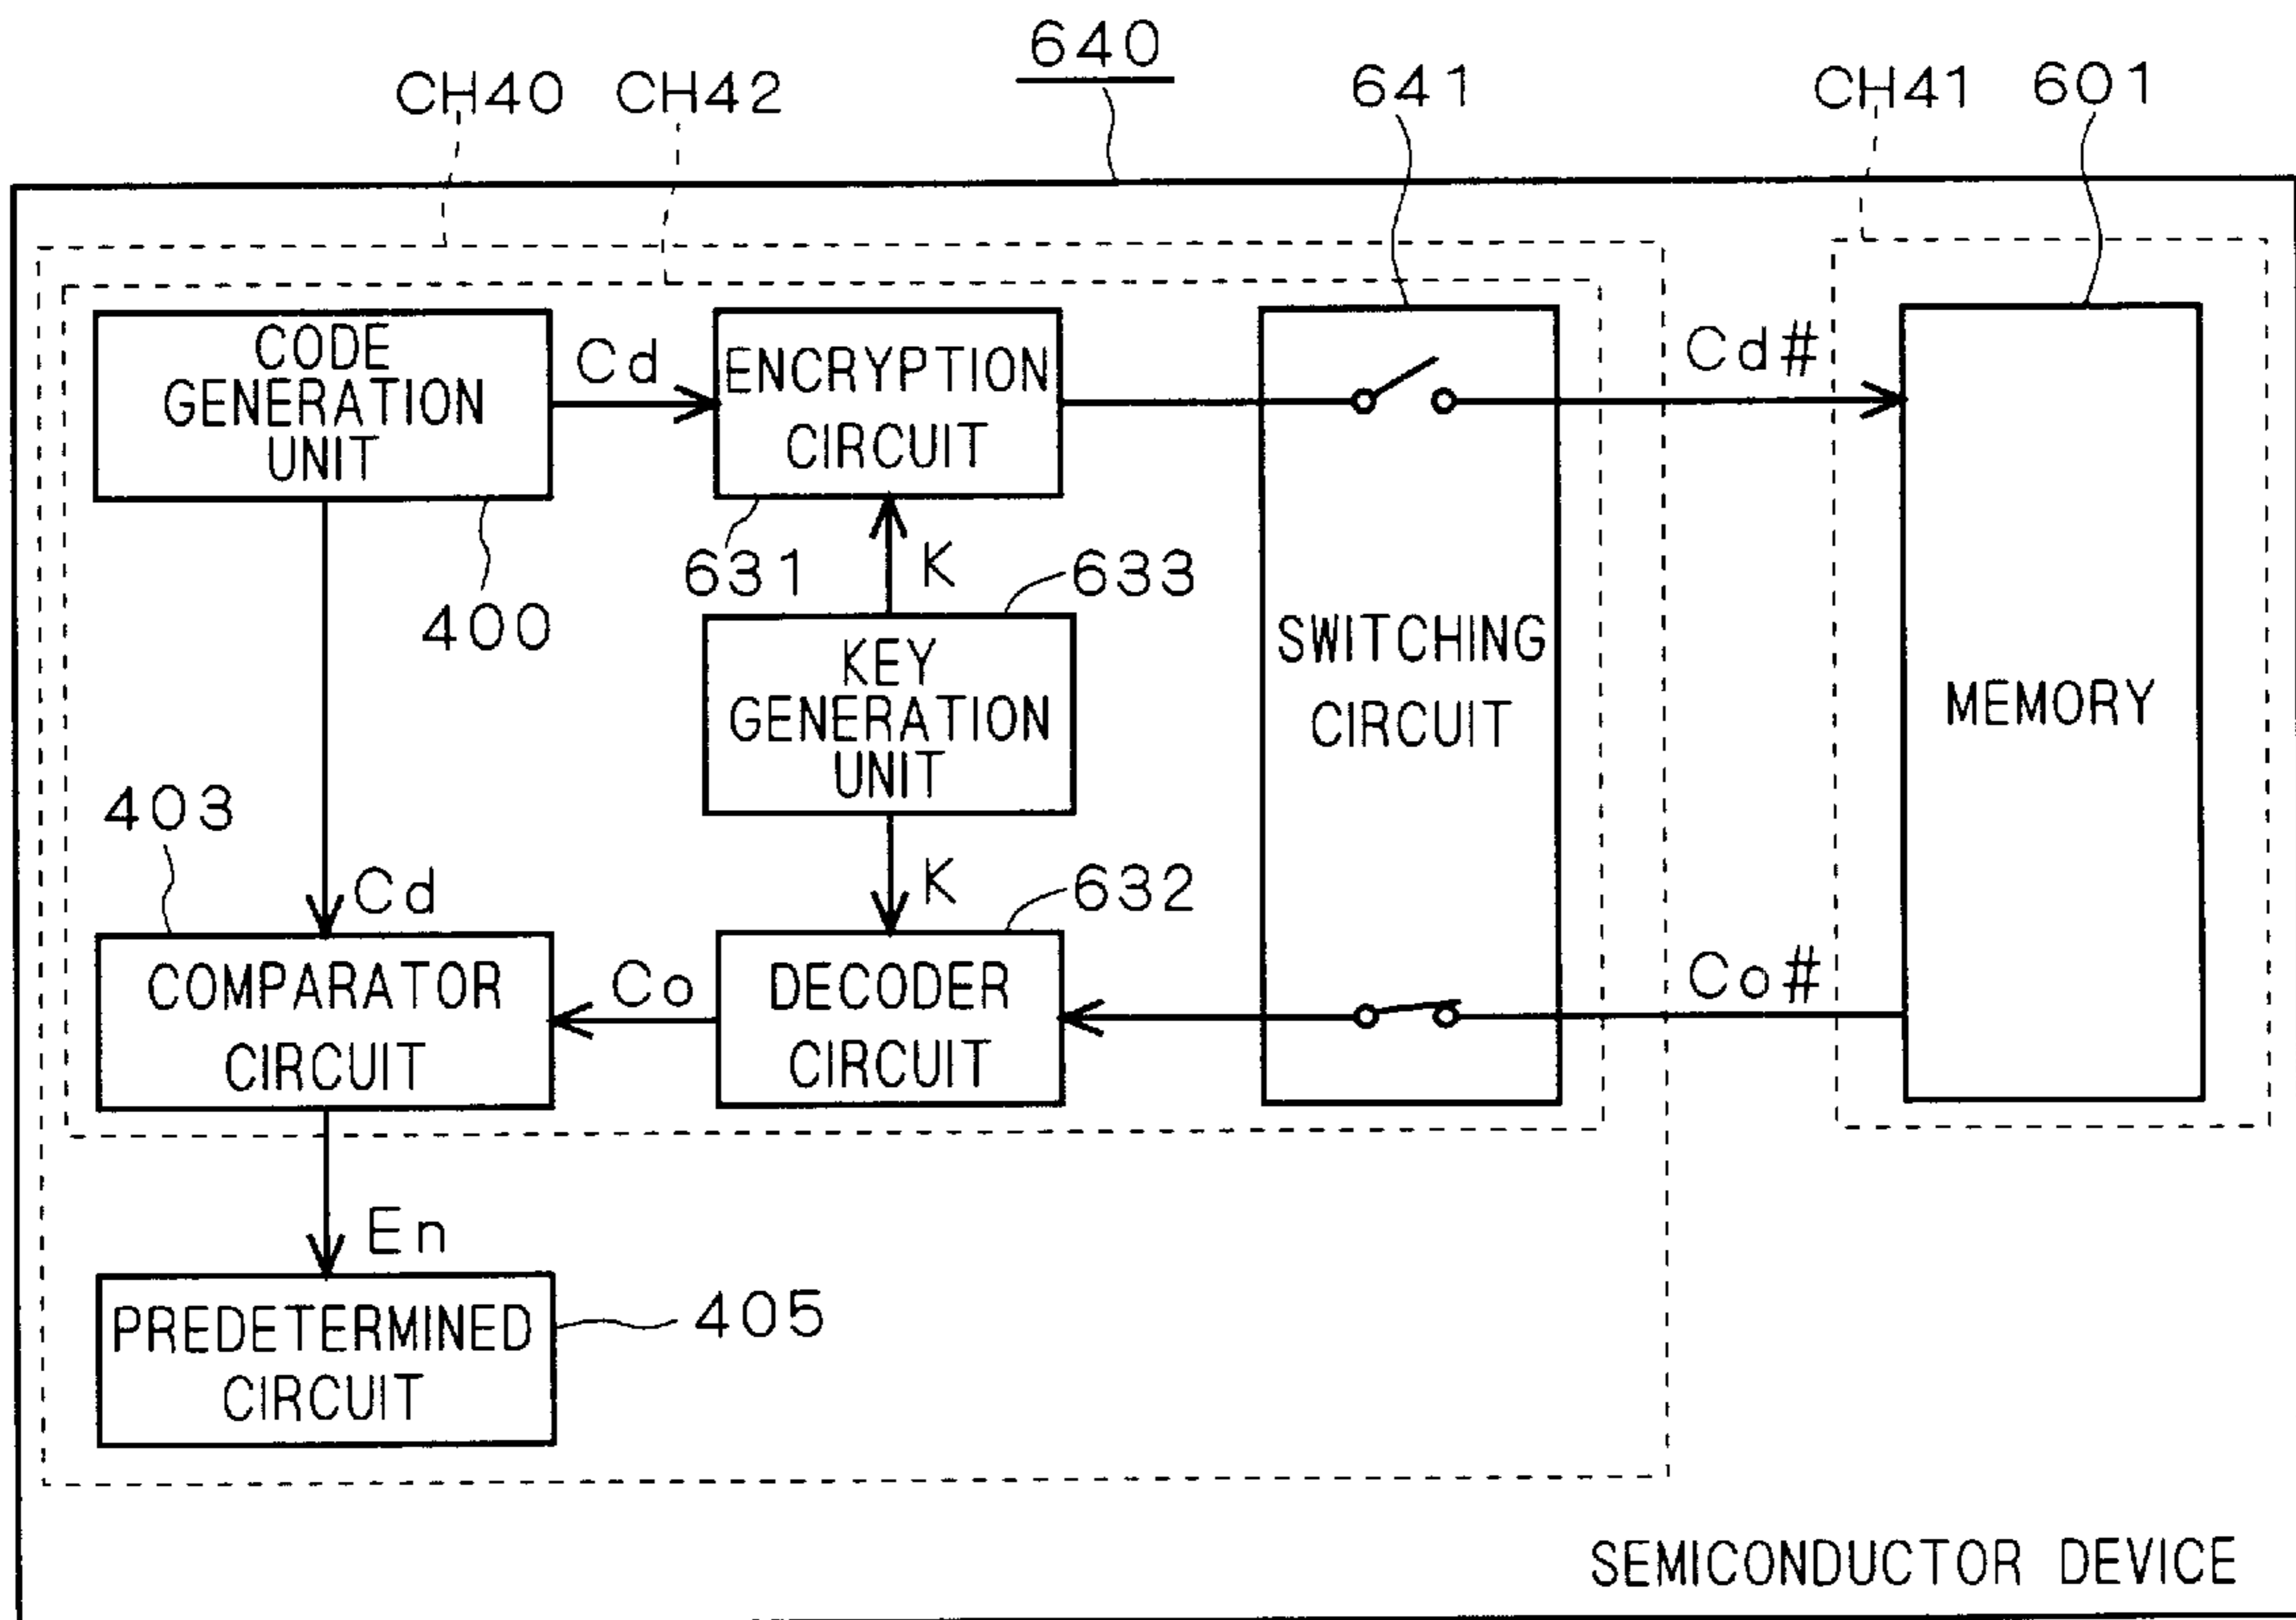 640
CH40
CH42
641
CH41
601
CODE
GENERATION
UNIT
Cd
ENCRYPTION
CIRCUIT
Cd#
631
K
633
400
KEY
GENERATION
UNIT
SWITCHING
CIRCUIT
MEMORY
403
Cd
K
632
COMPARATOR
CIRCUIT
Co
DECODER
CIRCUIT
Co#
En
PREDETERMINED
CIRCUIT
405
SEMICONDUCTOR DEVICE